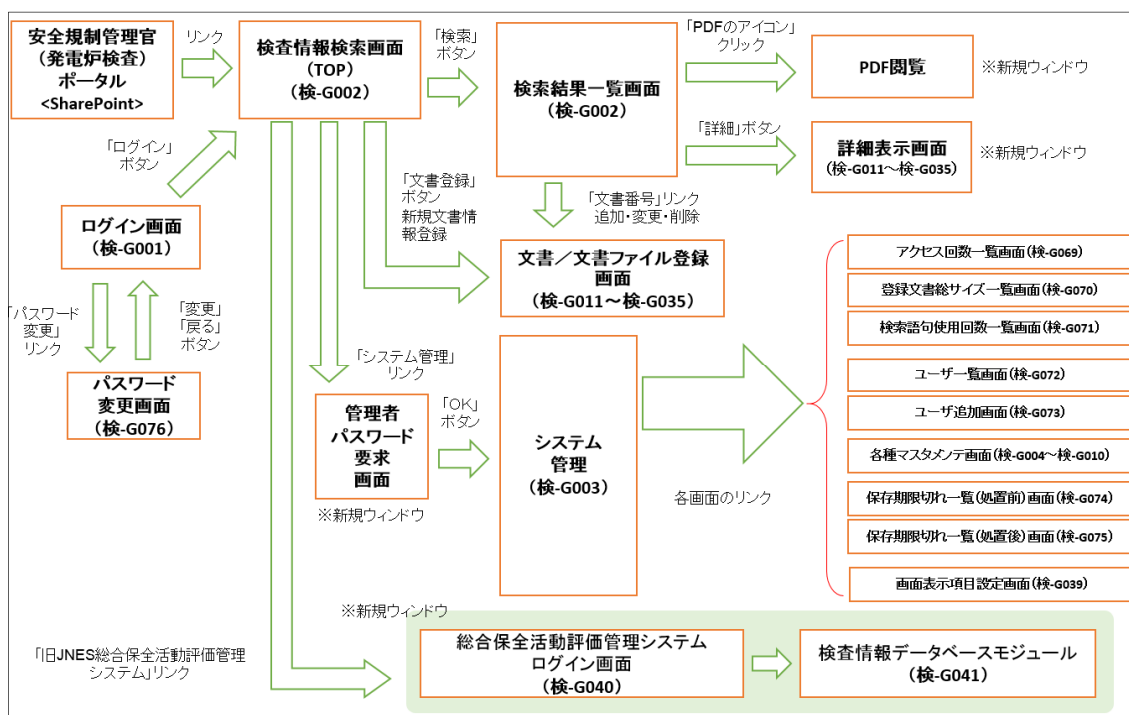 安全規制管理官
(発電炉検査)
ポータル
<SharePoint>
リンク
検査情報検索画面
(TOP)
(検-G002)
「検索」
ボタン
検索結果一覧画面
(検-G002)
「PDFのアイコン」
クリック
PDF閲覧
※新規ウィンドウ
「詳細」ボタン
詳細表示画面
(検-G011～検-G035)
※新規ウィンドウ
「ログイン」
ボタン
ログイン画面
(検-G001)
「パスワード
変更」
リンク
「変更」
「戻る」
ボタン
パスワード
変更画面
(検-G076)
「文書登録」
ボタン
新規文書情
報登録
「文書番号」リンク
追加・変更・削除
文書／文書ファイル登録
画面
(検-G011～検-G035)
「システム管理」
リンク
管理者
パスワード
要求
画面
※新規ウィンドウ
「OK」
ボタン
システム
管理
(検-G003)
各画面のリンク
アクセス回数一覧画面(検-G069)
登録文書総サイズ一覧画面(検-G070)
検索語句使用回数一覧画面(検-G071)
ユーザ一覧画面(検-G072)
ユーザ追加画面(検-G073)
各種マスタメンテ画面(検-G004～検-G010)
保存期限切れ一覧(処置前)画面(検-G074)
保存期限切れ一覧(処置後)画面(検-G075)
画面表示項目設定画面(検-G039)
※新規ウィンドウ
「旧JNES総合保全活動評価管理
システム」リンク
総合保全活動評価管理システム
ログイン画面
(検-G040)
検査情報データベースモジュール
(検-G041)